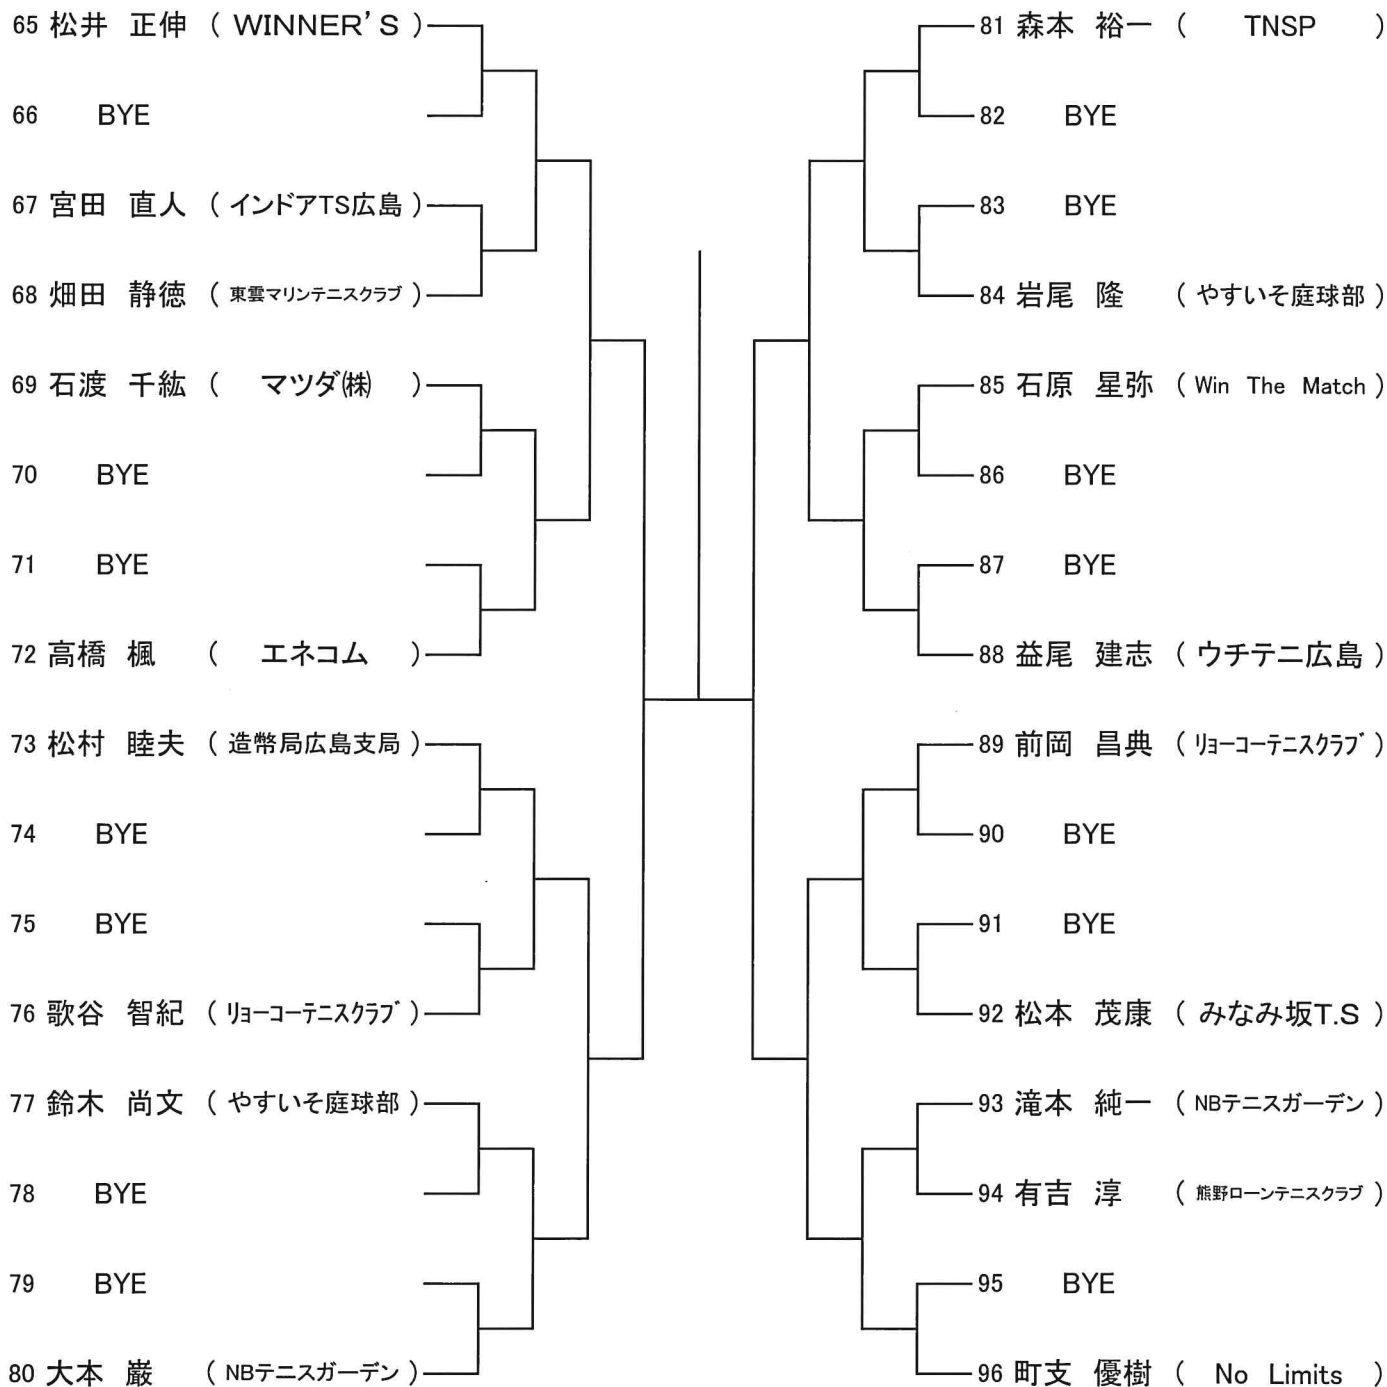 65 松井 正伸 ( WINNER'S )
66 BYE
67 宮田 直人 ( インドアTS広島 )
68 畑田 静徳 ( 東雲マリンテニスクラブ )
69 石渡 千紘 ( マツダ㈱ )
70 BYE
71 BYE
72 高橋 楓 ( エネコム )
73 松村 睦夫 ( 造幣局広島支局 )
74 BYE
75 BYE
76 歌谷 智紀 ( ﾘｮｰｺｰﾃﾆｽｸﾗﾌﾞ )
77 鈴木 尚文 ( やすいそ庭球部 )
78 BYE
79 BYE
80 大本 巌 ( NBテニスガーデン )
81 森本 裕一 ( TNSP )
82 BYE
83 BYE
84 岩尾 隆 ( やすいそ庭球部 )
85 石原 星弥 ( Win The Match )
86 BYE
87 BYE
88 益尾 建志 ( ウチテニ広島 )
89 前岡 昌典 ( ﾘｮｰｺｰﾃﾆｽｸﾗﾌﾞ )
90 BYE
91 BYE
92 松本 茂康 ( みなみ坂T.S )
93 滝本 純一 ( NBテニスガーデン )
94 有吉 淳 ( 熊野ローンテニスクラブ )
95 BYE
96 町支 優樹 ( No Limits )